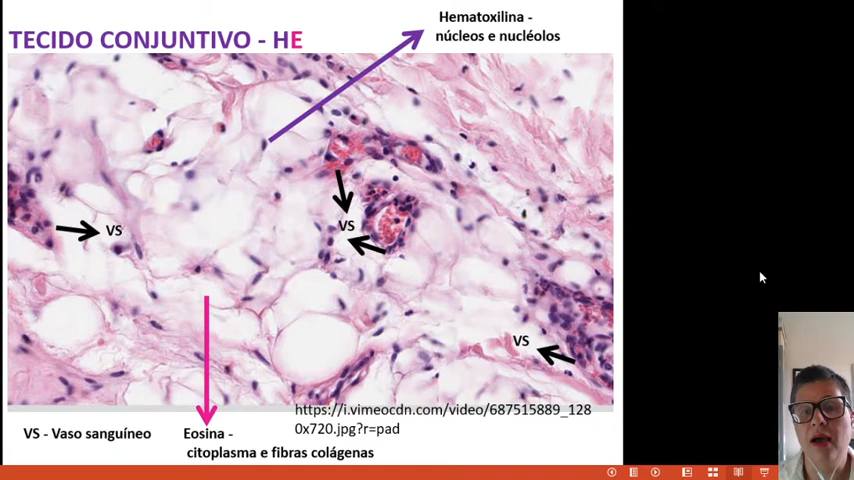 Hematoxilina -
núcleos e nucléolos
TECIDO CONJUNTIVO - HE
VS
VS
VS
https://i.vimeocdn.com/video/687515889_128
0x720.jpg?r=pad
VS - Vaso sanguíneo
Eosina -
citoplasma e fibras colágenas